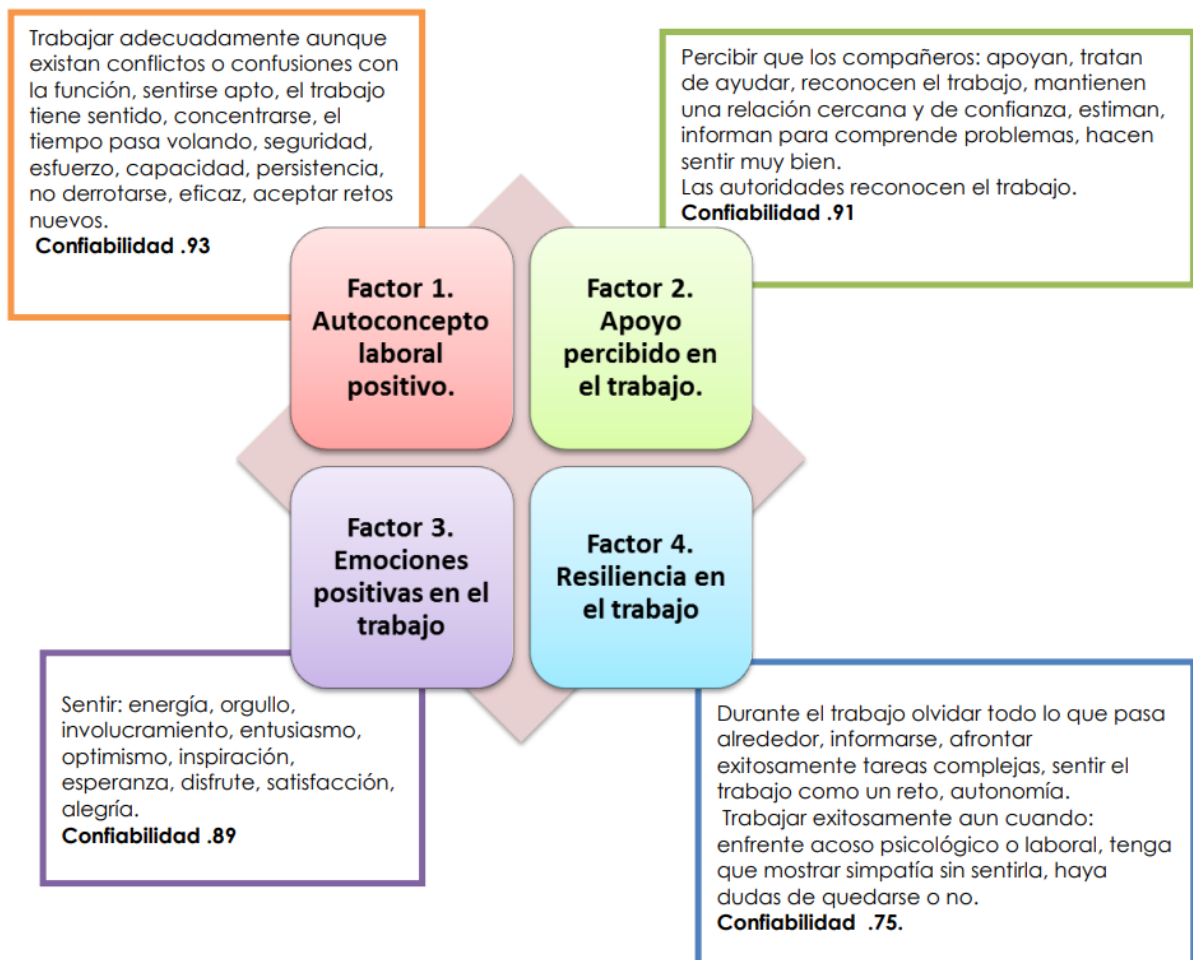 Trabajar adecuadamente aunque
existan conflictos o confusiones con
la función, sentirse apto, el trabajo
tiene sentido, concentrarse, el
tiempo pasa volando, seguridad,
esfuerzo, capacidad, persistencia,
no derrotarse, eficaz, aceptar retos
nuevos.
Confiabilidad .93
Percibir que los compañeros: apoyan, tratan
de ayudar, reconocen el trabajo, mantienen
una relación cercana y de confianza, estiman,
informan para comprende problemas, hacen
sentir muy bien.
Las autoridades reconocen el trabajo.
Confiabilidad .91
Factor 1.
Autoconcepto
laboral
positivo.
Factor 2.
Apoyo
percibido en
el trabajo.
Factor 3.
Emociones
positivas en el
trabajo
Factor 4.
Resiliencia en
el trabajo
Sentir: energía, orgullo,
involucramiento, entusiasmo,
optimismo, inspiración,
esperanza, disfrute, satisfacción,
alegría.
Confiabilidad .89
Durante el trabajo olvidar todo lo que pasa
alrededor, informarse, afrontar
exitosamente tareas complejas, sentir el
trabajo como un reto, autonomía.
Trabajar exitosamente aun cuando:
enfrente acoso psicológico o laboral, tenga
que mostrar simpatía sin sentirla, haya
dudas de quedarse o no.
Confiabilidad .75.